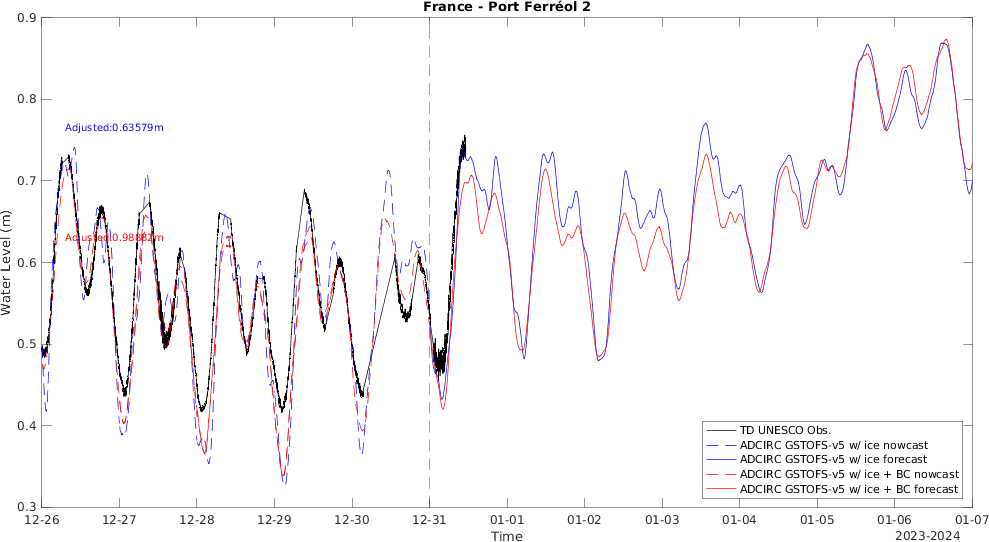 France - Port Ferréol 2
0.9
0.8
0.7
0.6
0.5
0.4
0.3
Water Level (m)
Adjusted:0.63579m
TD UNESCO Obs.
ADCIRC GSTOFS-v5 w/ ice nowcast
ADCIRC GSTOFS-v5 w/ ice forecast
ADCIRC GSTOFS-v5 w/ ice + BC nowcast
ADCIRC GSTOFS-v5 w/ ice + BC forecast
12-26 12-27 12-28 12-29 12-30 12-31 01-01 01-02 01-03 01-04 01-05 01-06 01-07
Time
2023-2024